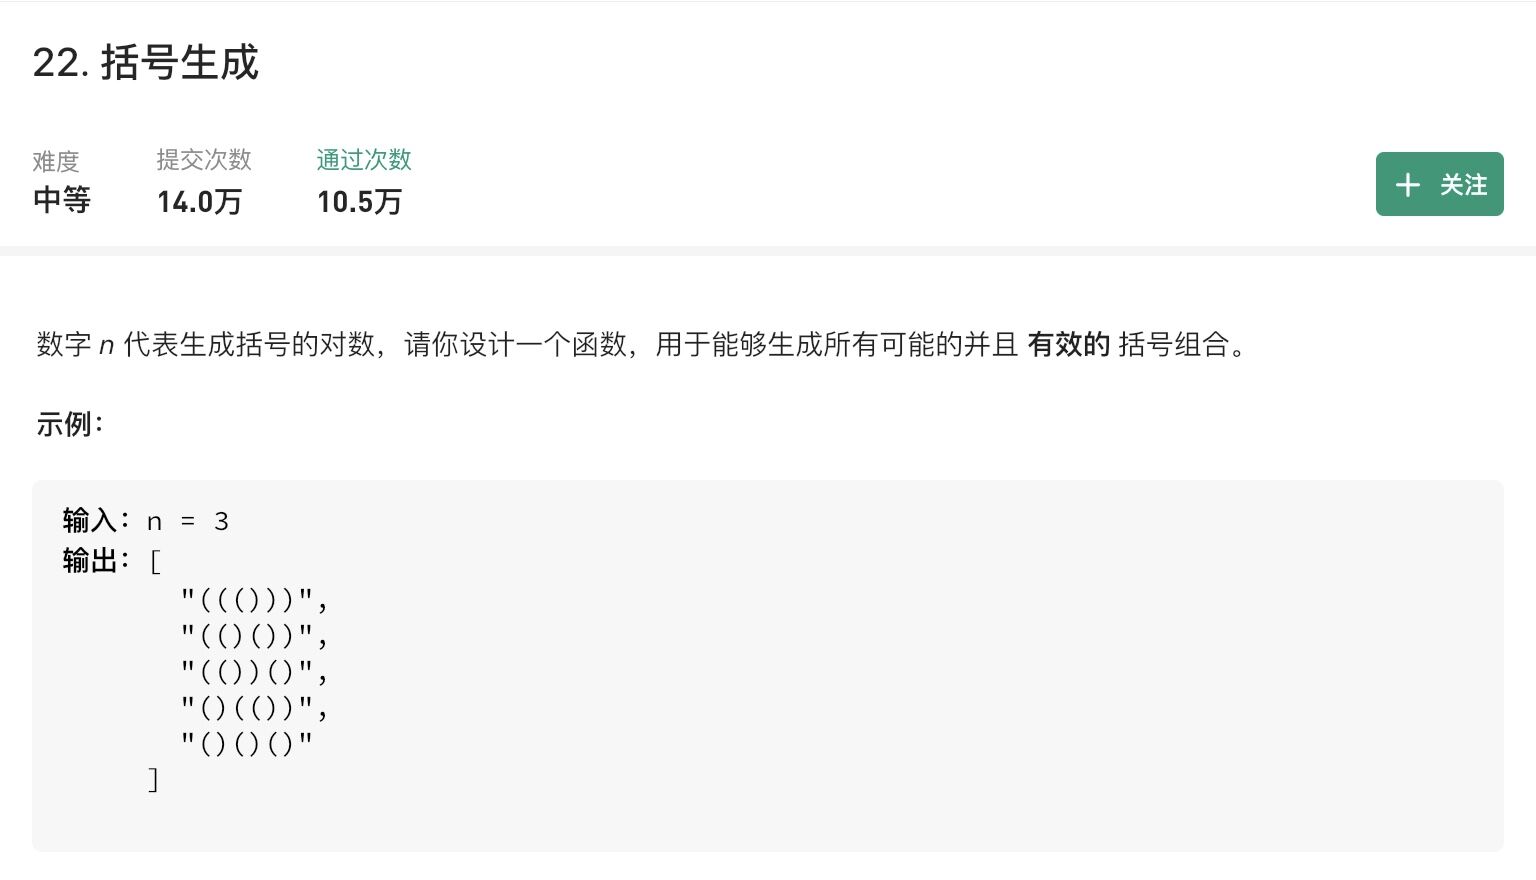 22. 括号生成
难度 提交次数 通过次数
中等 14.0万 10.5万
+ 关注
数字 n 代表生成括号的对数，请你设计一个函数，用于能够生成所有可能的并且 有效的 括号组合。
示例：
输入：n = 3
输出：[
"((()))",
"(()())",
"(())()",
"()(())",
"()()()"
]